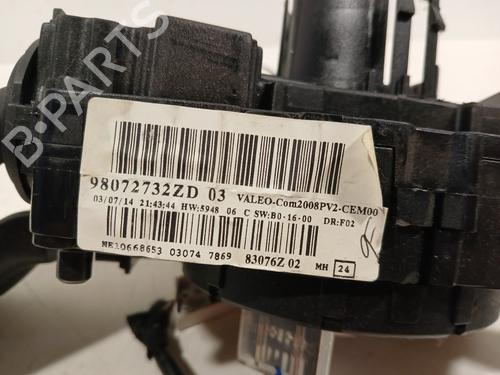 98072732ZD 03 VALEO-Com2008PV2-CEM00
03/07/14 21:43:44 HW:5948 06 C SW:B0-16-00 DR:F02
NE10668653 03074 7869 83076Z 02 MH 24
B-PARTS